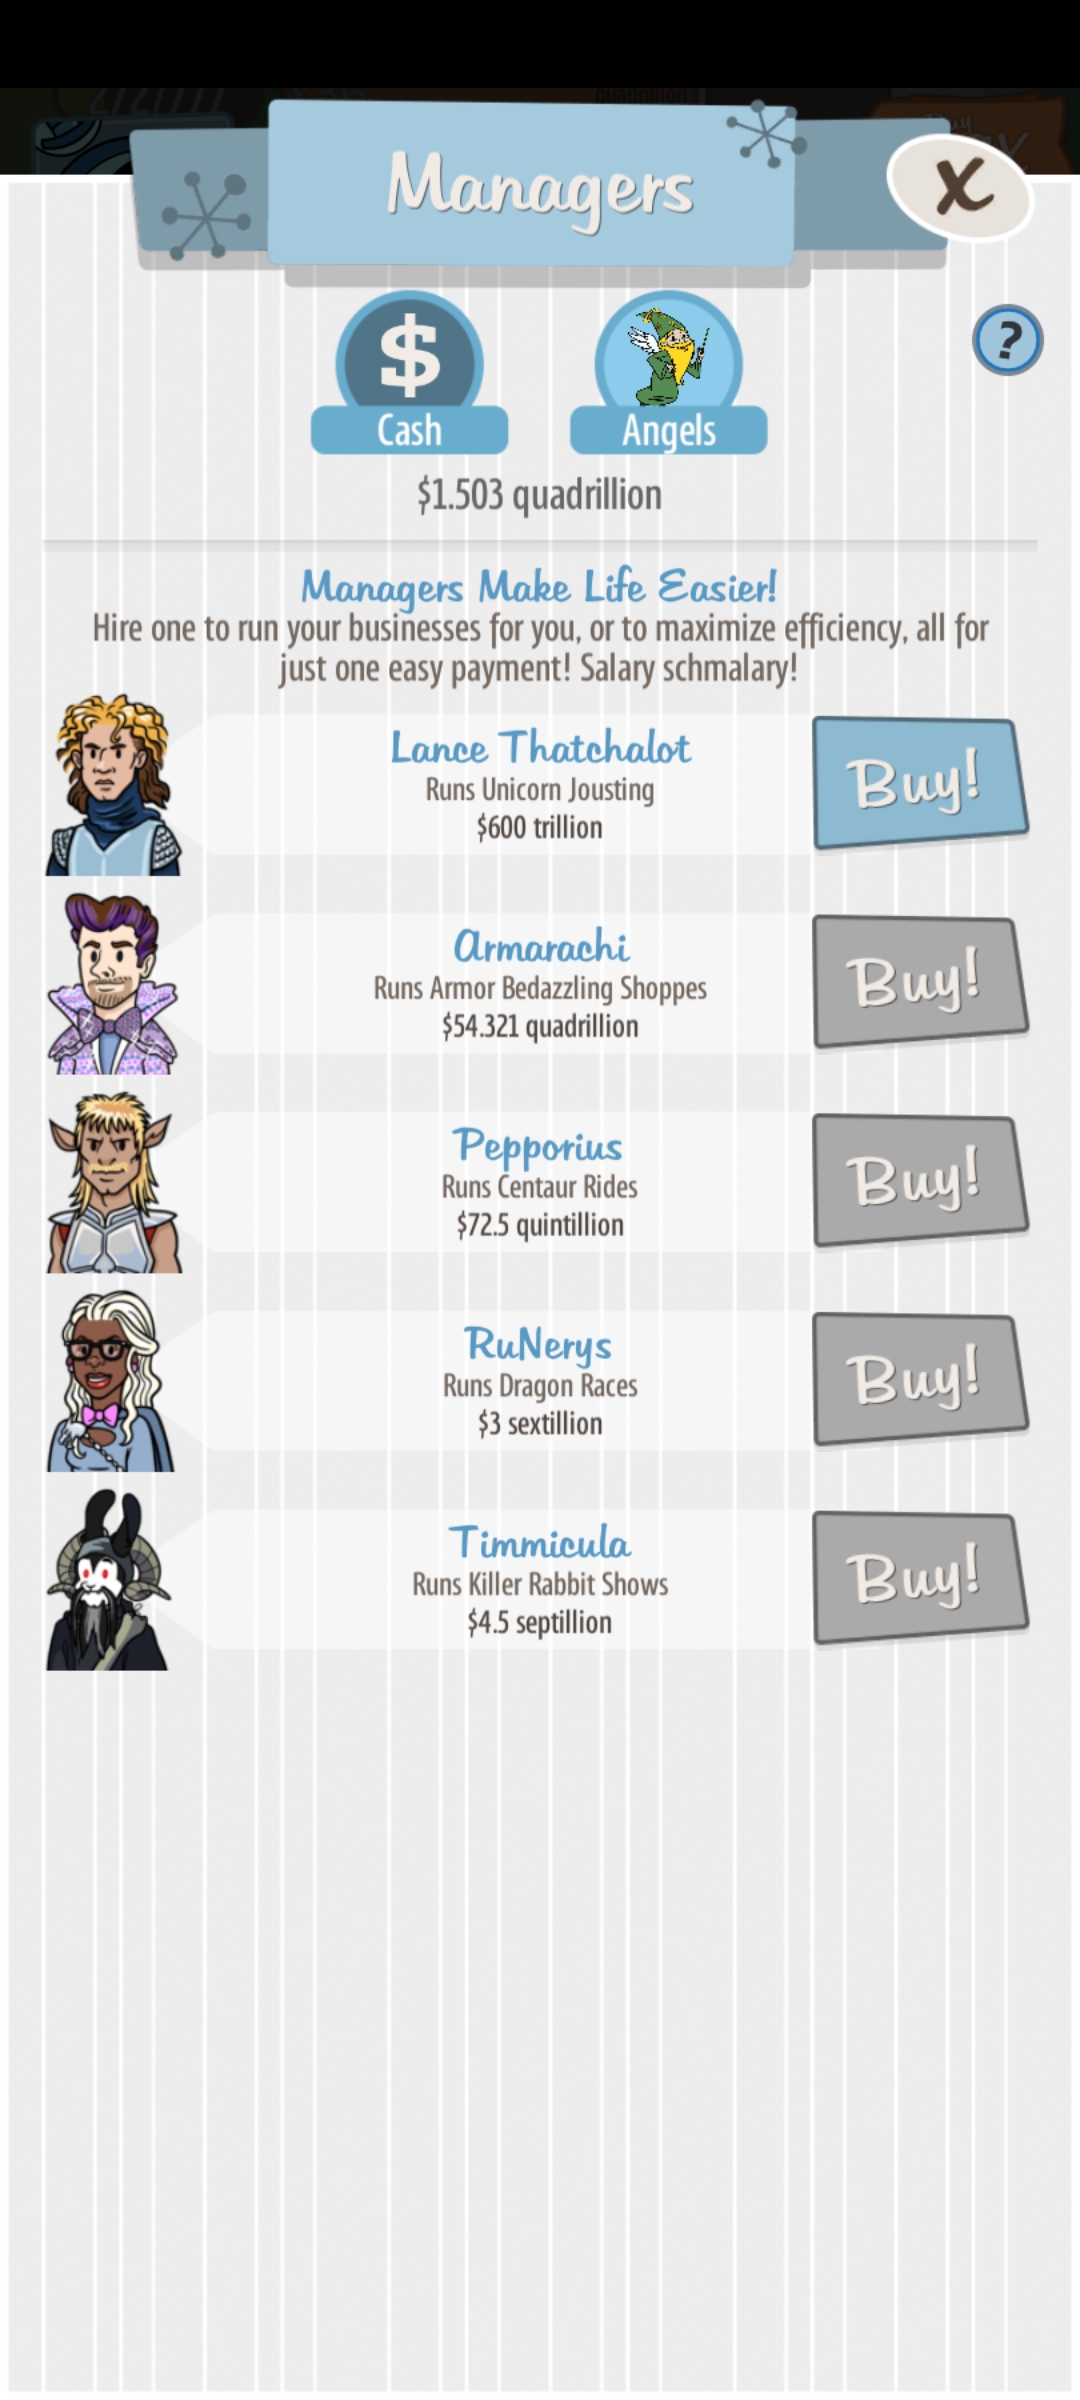 Managers
X
$
?
Cash
Angels
$1.503 quadrillion
Managers Make Life Easier!
Hire one to run your businesses for you, or to maximize efficiency, all for
just one easy payment! Salary schmalary!
Lance Thatchalot
Runs Unicorn Jousting
$600 trillion
Buy!
Armarachi
Runs Armor Bedazzling Shoppes
$54.321 quadrillion
Buy!
Pepporius
Runs Centaur Rides
$72.5 quintillion
Buy!
RuNerys
Runs Dragon Races
$3 sextillion
Buy!
Timmicula
Runs Killer Rabbit Shows
$4.5 septillion
Buy!